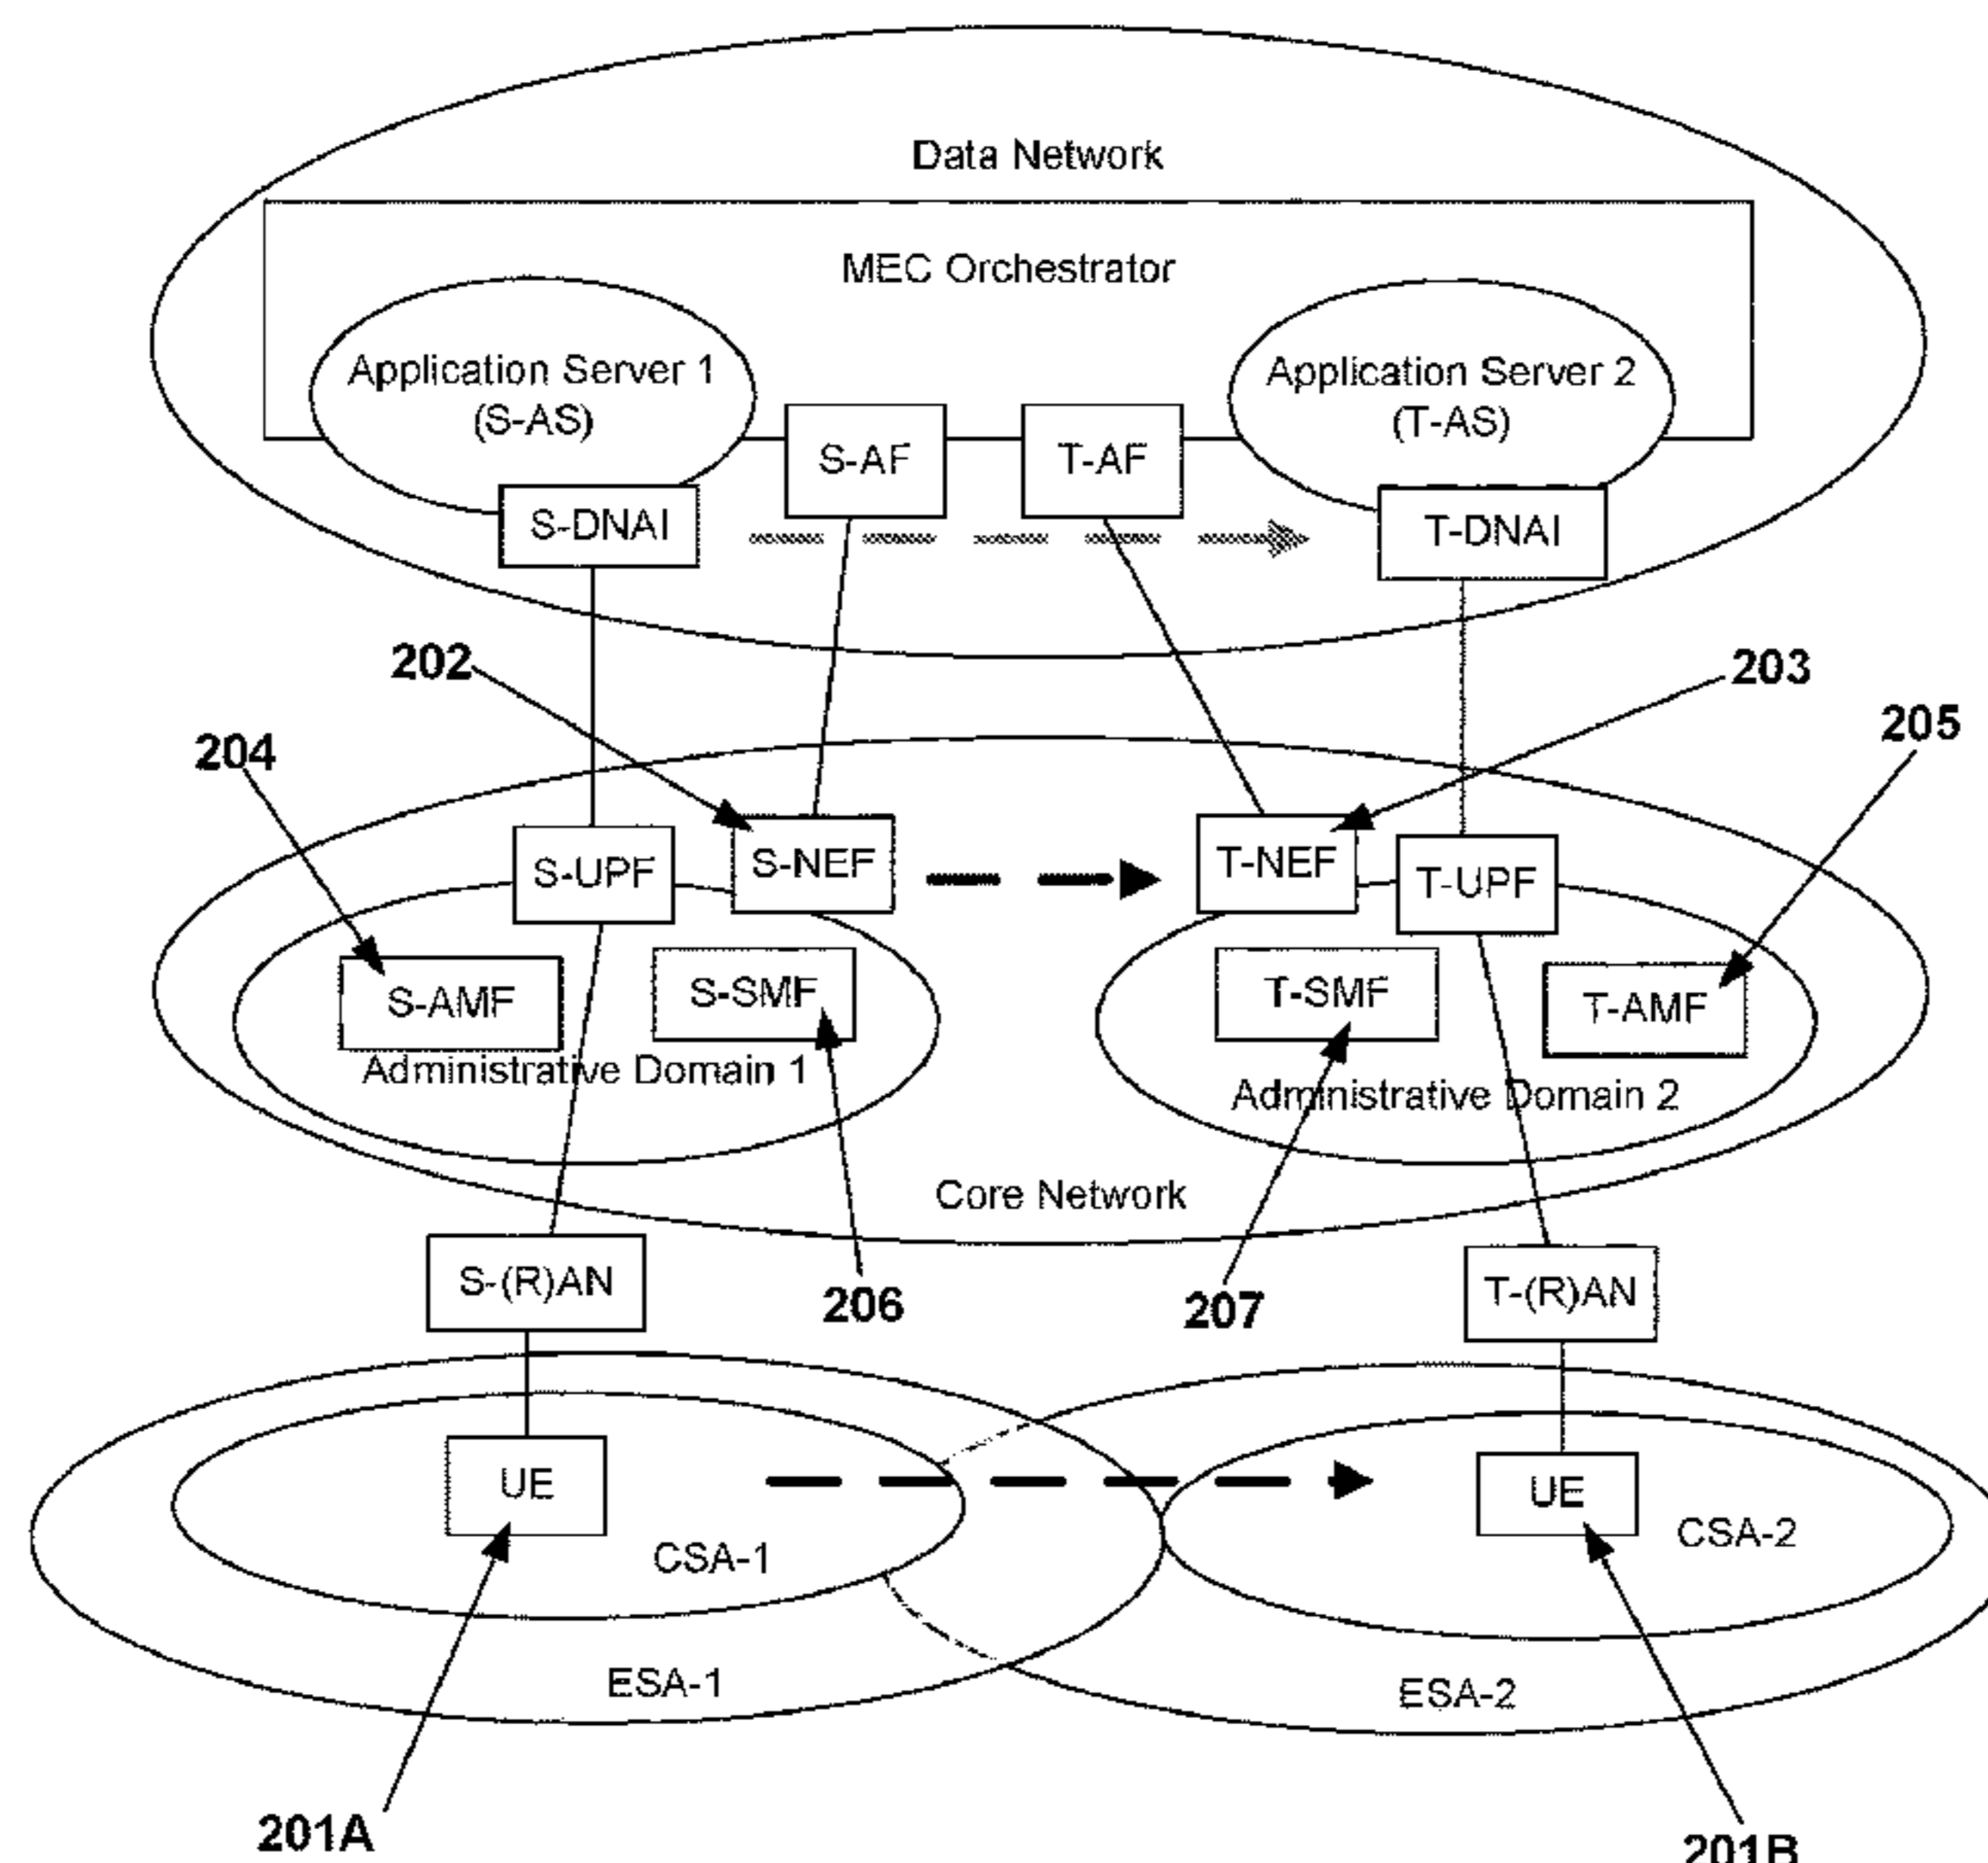 Data Network
MEC Orchestrator
Application Server 1
(S-AS)
Application Server 2
(T-AS)
S-AF
T-AF
S-DNAI
T-DNAI
202
203
204
205
S-UPF
S-NEF
T-NEF
T-UPF
S-AMF
S-SMF
T-SMF
T-AMF
Administrative Domain 1
Administrative Domain 2
Core Network
S-(R)AN
206
207
T-(R)AN
UE
UE
CSA-1
CSA-2
ESA-1
ESA-2
201A
201B